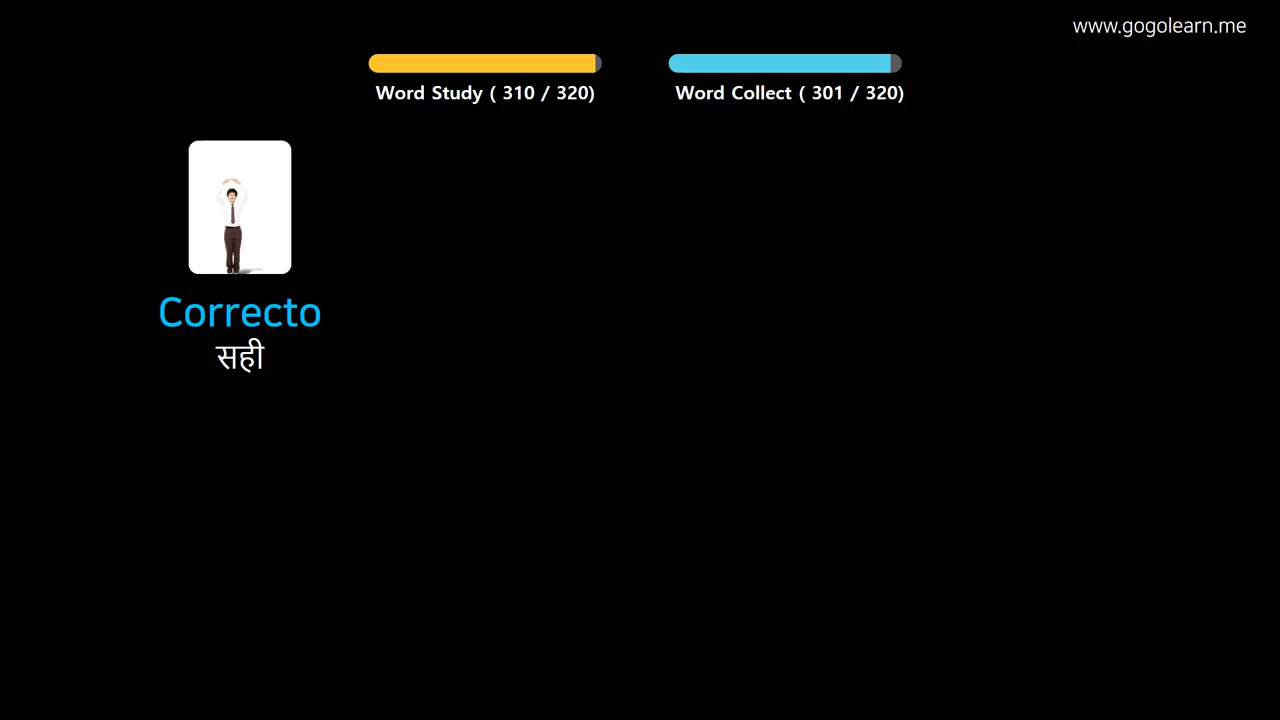 www.gogolearn.me
Word Study ( 310 / 320)
Word Collect ( 301 / 320)
Correcto
सही